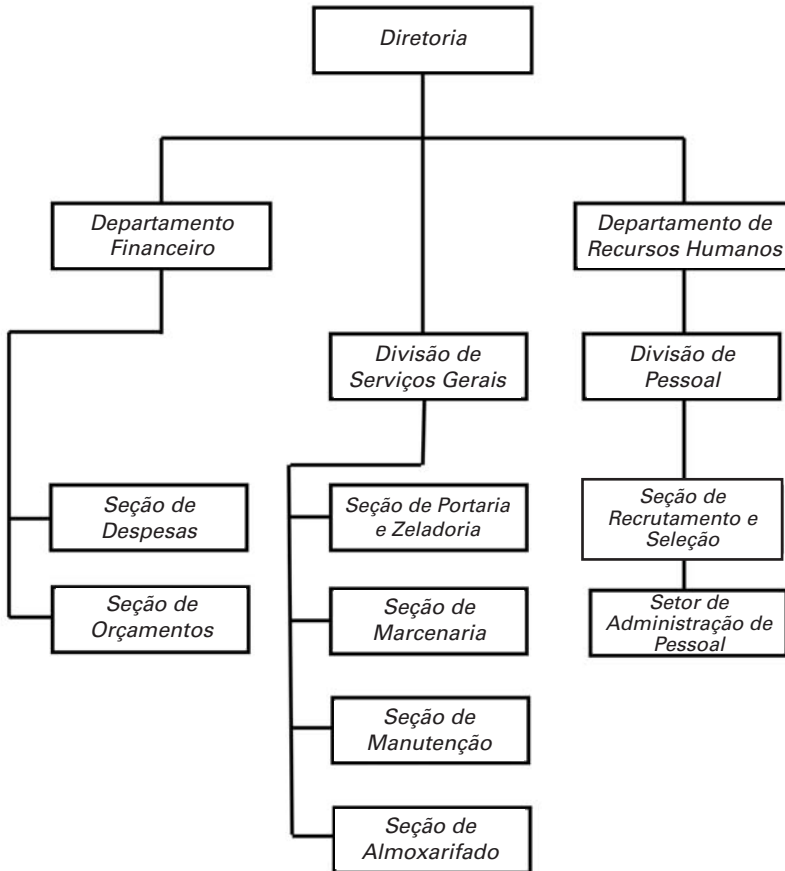 Diretoria
Departamento
Financeiro
Departamento de
Recursos Humanos
Divisão de
Serviços Gerais
Divisão de
Pessoal
Seção de
Despesas
Seção de Portaria
e Zeladoria
Seção de
Recrutamento e
Seleção
Seção de
Orçamentos
Seção de
Marcenaria
Setor de
Administração de
Pessoal
Seção de
Manutenção
Seção de
Almoxarifado